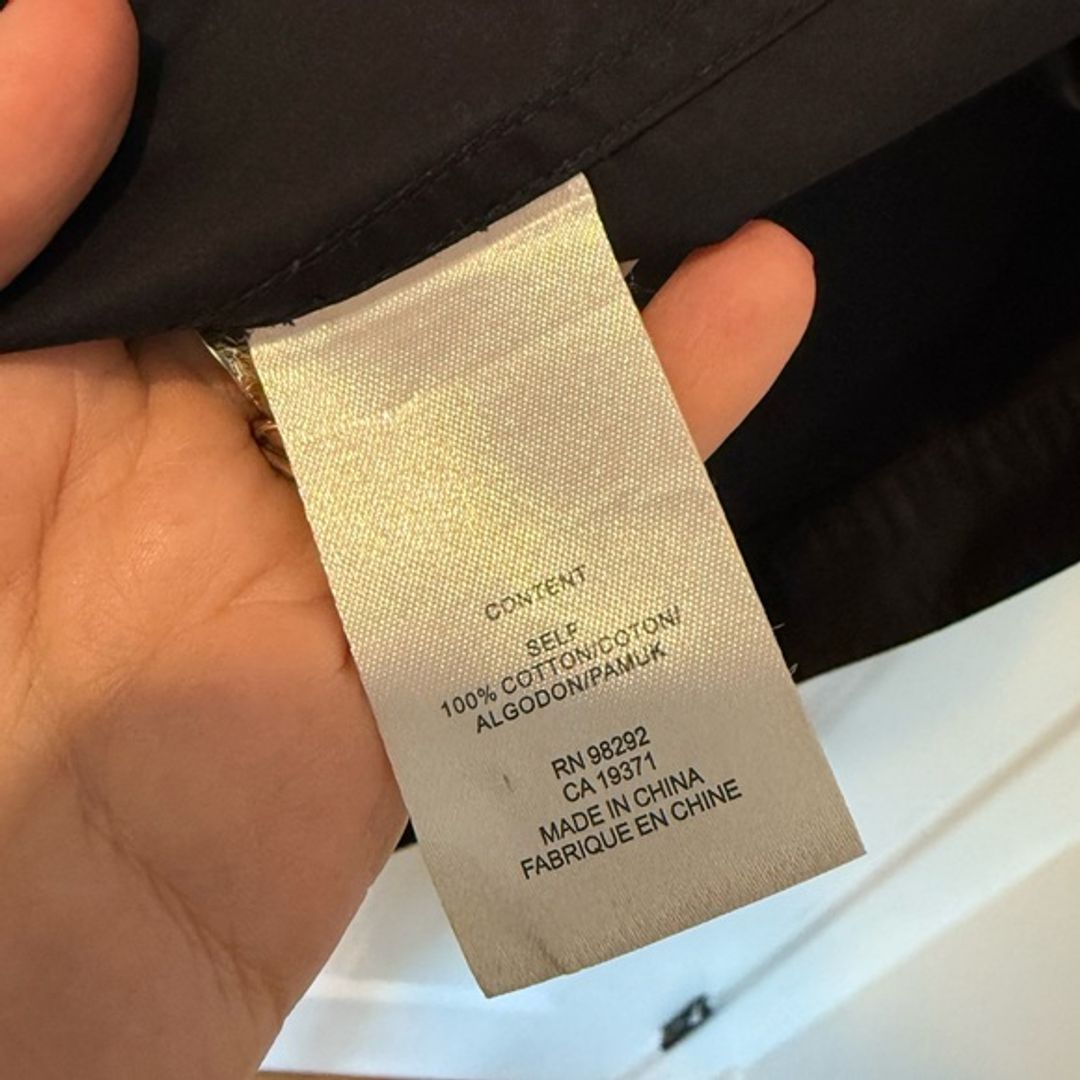 CONTENT
SELF
100% COTTON/COTON/
ALGODON/PAMUK
RN 98292
CA 19371
MADE IN CHINA
FABRIQUE EN CHINE